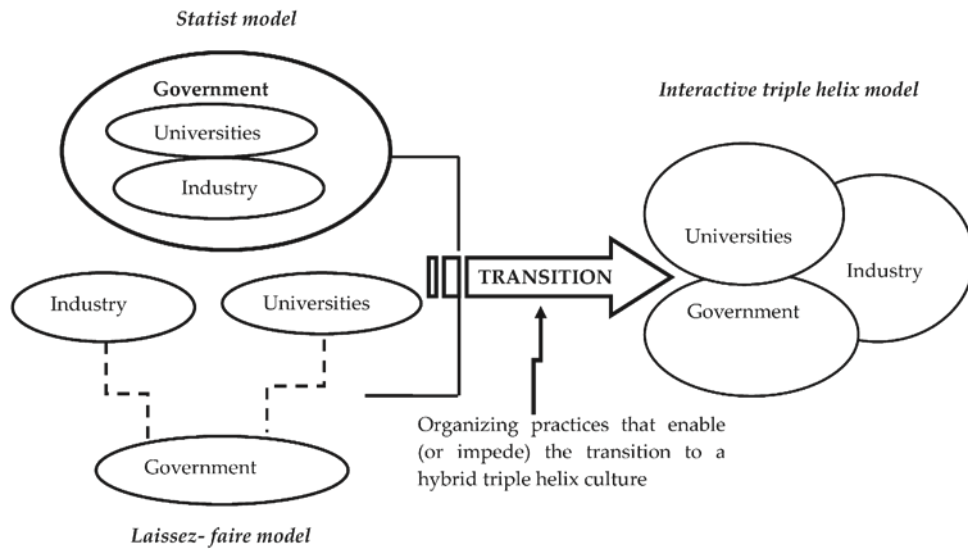 Statist model
Government
Universities
Industry
Industry
Universities
Government
Laissez- faire model
TRANSITION
Organizing practices that enable
(or impede) the transition to a
hybrid triple helix culture
Interactive triple helix model
Universities
Industry
Government